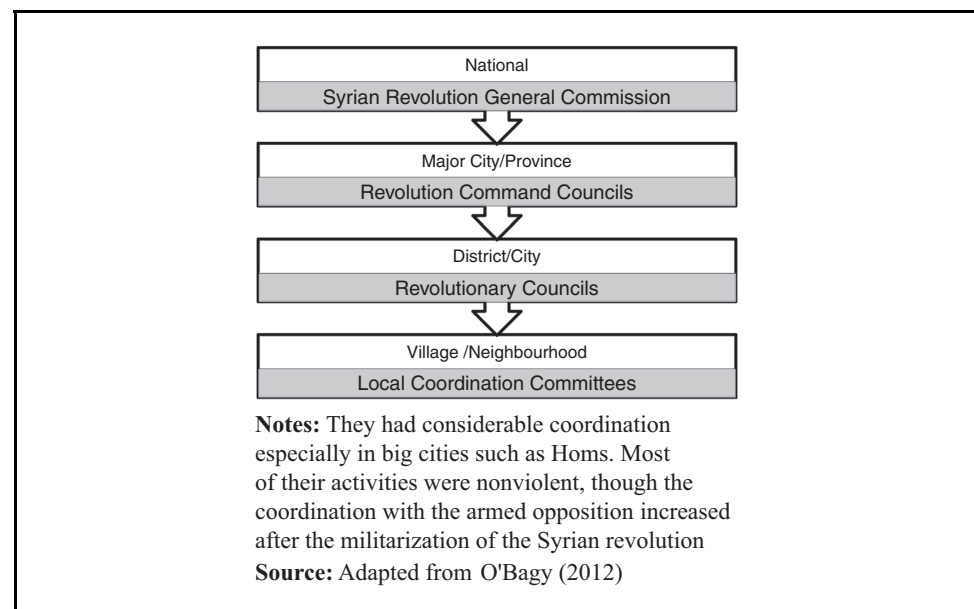 National
Syrian Revolution General Commission
Major City/Province
Revolution Command Councils
District/City
Revolutionary Councils
Village /Neighbourhood
Local Coordination Committees
Notes: They had considerable coordination
especially in big cities such as Homs. Most
of their activities were nonviolent, though the
coordination with the armed opposition increased
after the militarization of the Syrian revolution
Source: Adapted from O'Bagy (2012)